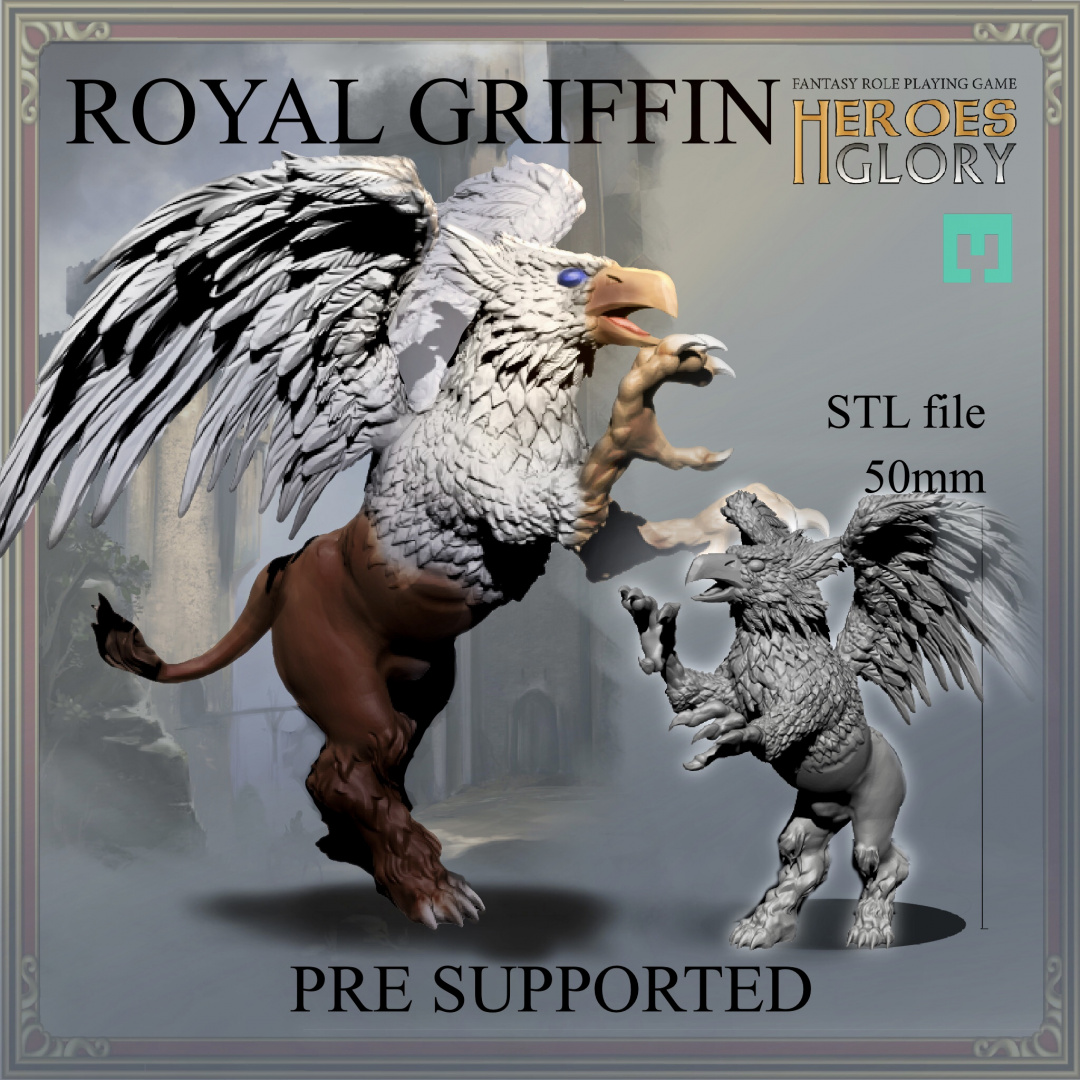 ROYAL GRIFFIN
FANTASY ROLE PLAYING GAME
HEROES
GLORY
STL file
50mm
PRE SUPPORTED